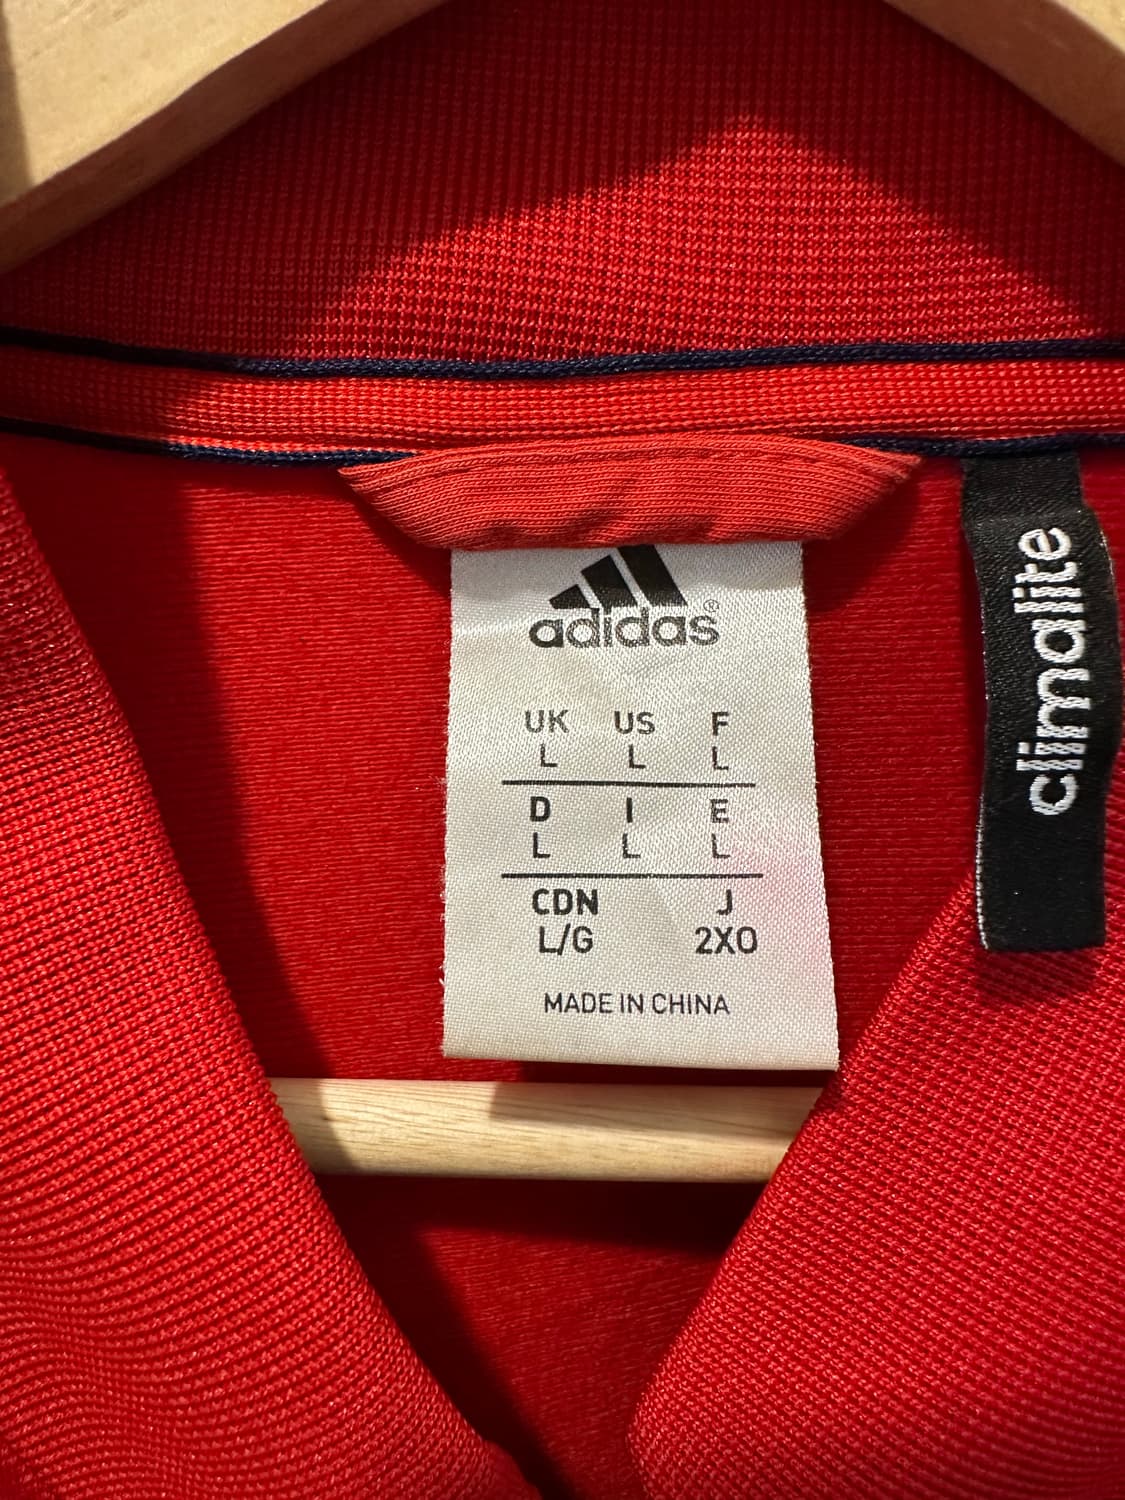 adidas®
UK US F
L L L
D I E
L L L
CDN J
L/G 2XO
MADE IN CHINA
climalite